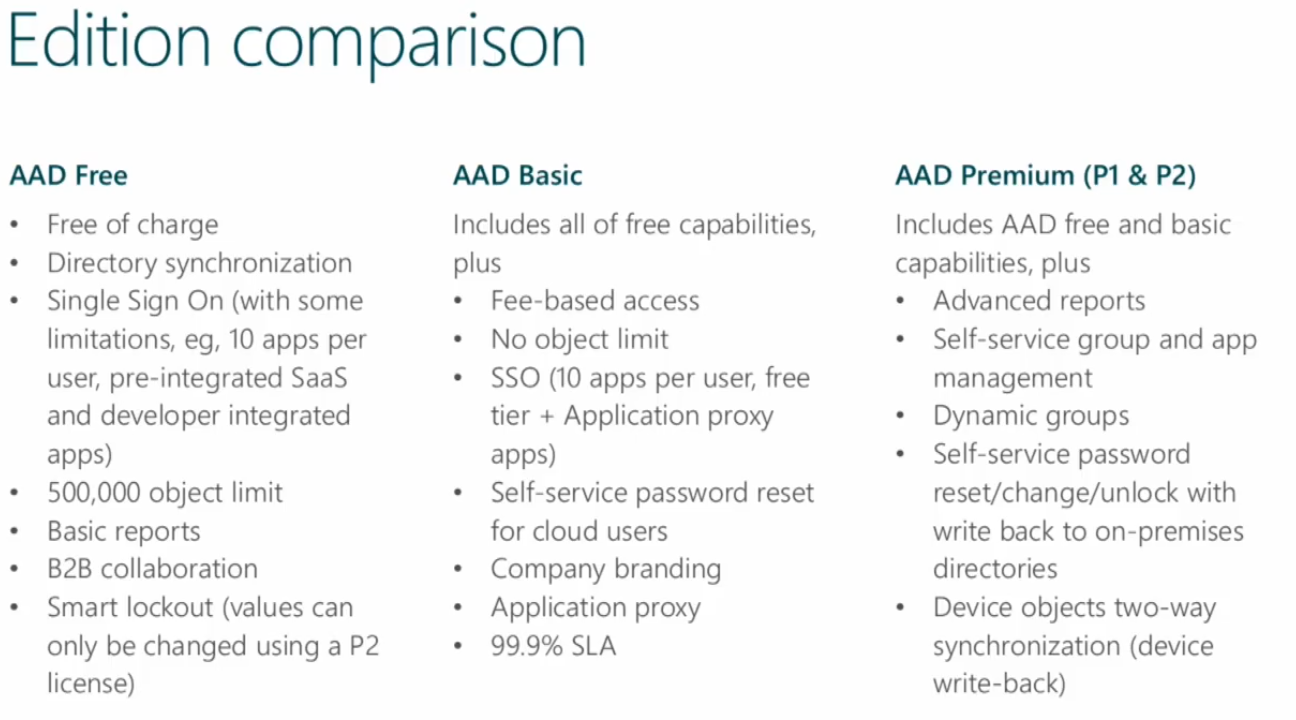 Edition comparison
AAD Free
• Free of charge
• Directory synchronization
• Single Sign On (with some
limitations, eg, 10 apps per
user, pre-integrated SaaS
and developer integrated
apps)
• 500,000 object limit
• Basic reports
• B2B collaboration
• Smart lockout (values can
only be changed using a P2
license)
AAD Basic
Includes all of free capabilities,
plus
• Fee-based access
• No object limit
• SSO (10 apps per user, free
tier + Application proxy
apps)
• Self-service password reset
for cloud users
• Company branding
• Application proxy
• 99.9% SLA
AAD Premium (P1 & P2)
Includes AAD free and basic
capabilities, plus
• Advanced reports
• Self-service group and app
management
• Dynamic groups
• Self-service password
reset/change/unlock with
write back to on-premises
directories
• Device objects two-way
synchronization (device
write-back)